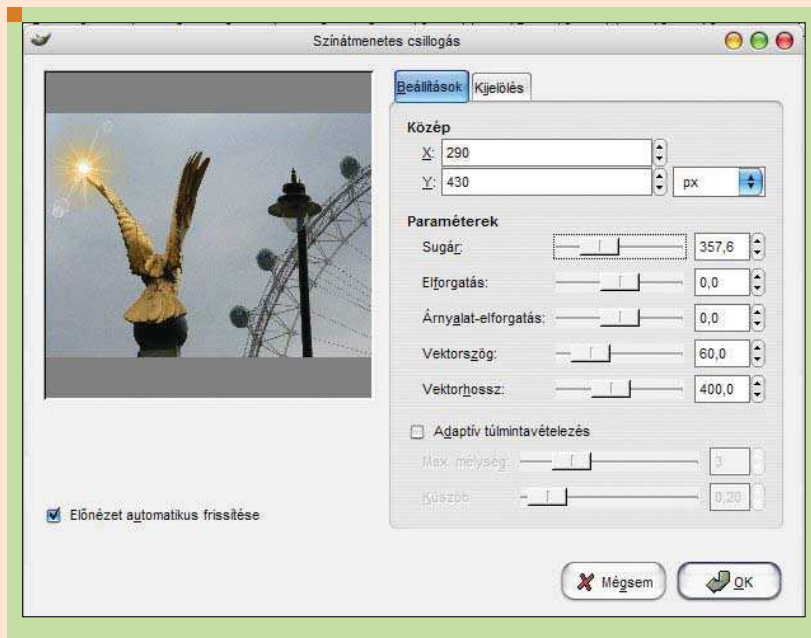 Színátmenetes csillogás
Beállítások Kijelölés
Közép
X: 290
Y: 430 px
Paraméterek
Sugár: 357,6
Elforgatás: 0,0
Árnyalat-elforgatás: 0,0
Vektorszög: 60,0
Vektorhossz: 400,0
Adaptív túlmintavételezés
Max. mélység: 3
Küszöb 0,20
Előnézet automatikus frissítése
Mégsem OK